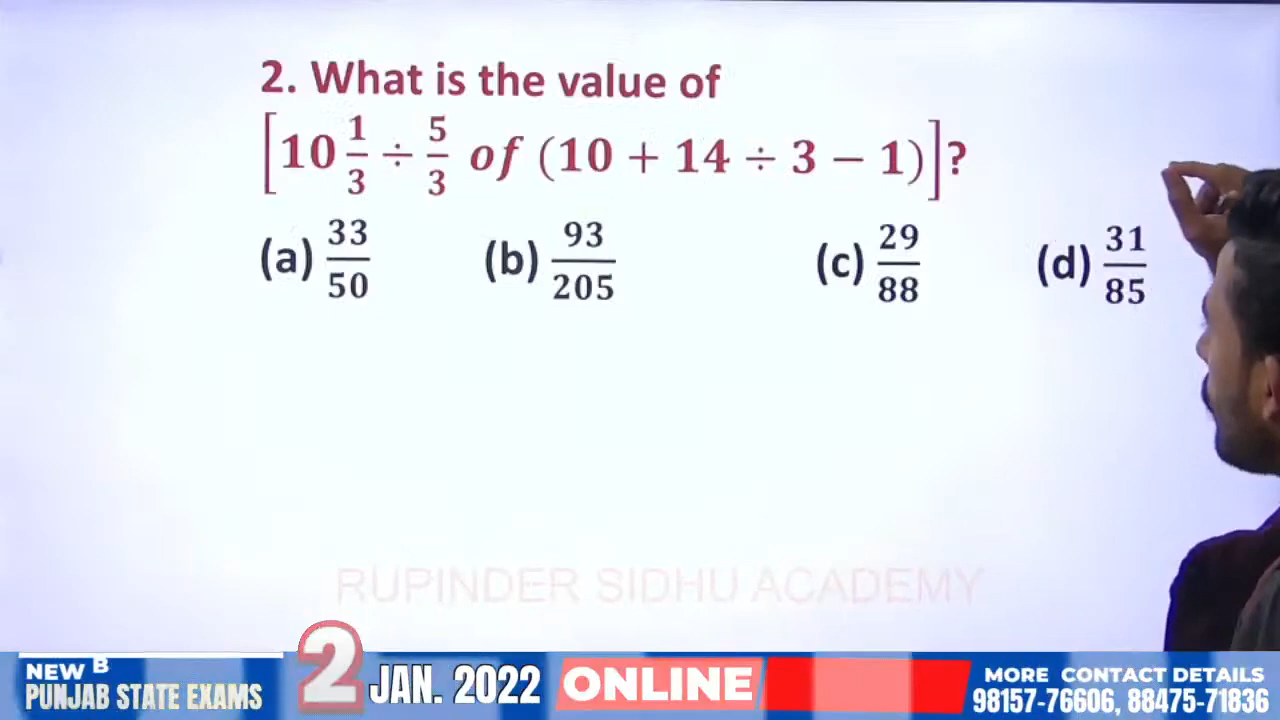 2. What is the value of
[10 1/3 ÷ 5/3 of (10 + 14 ÷ 3 − 1)]?
(a) 33/50 (b) 93/205 (c) 29/88 (d) 31/85
RUPINDER SIDHU ACADEMY
NEW B
PUNJAB STATE EXAMS
2 JAN. 2022 ONLINE
MORE CONTACT DETAILS
98157-76606, 88475-71836